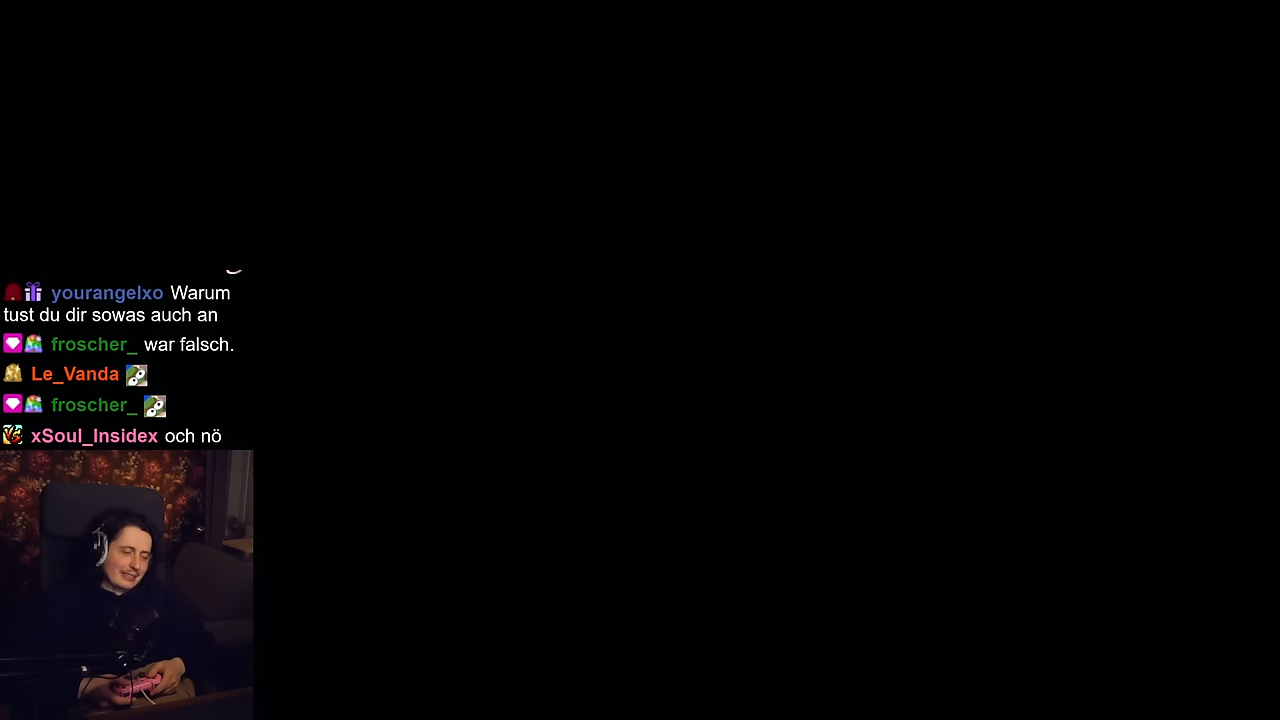 yourangelxo Warum
tust du dir sowas auch an
froscher_ war falsch.
Le_Vanda
froscher_
xSoul_Insidex och nö